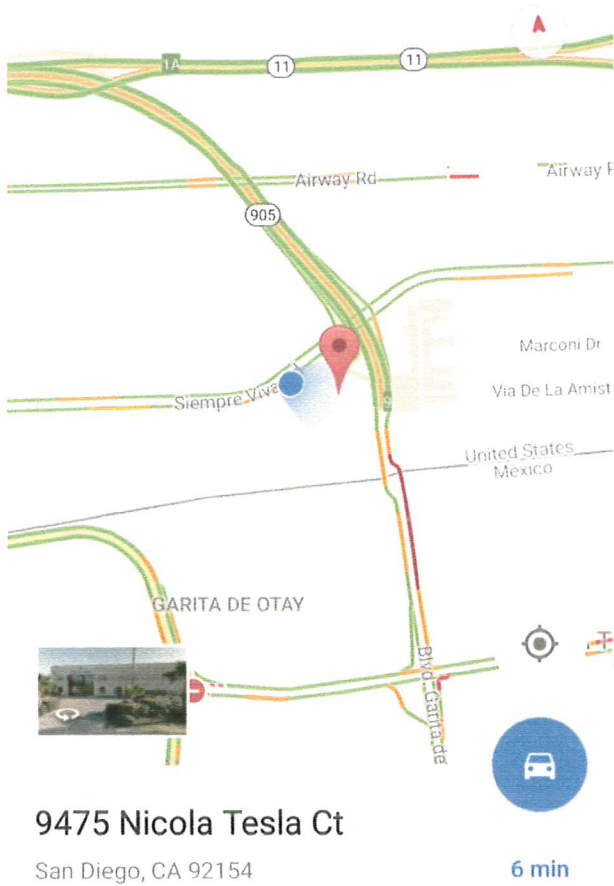 1A
11
11
Airway Rd
905
Marconi Dr
Siempre Viva
Via De La Amist
United States
Mexico
GARITA DE OTAY
Blvd. Garita de
9475 Nicola Tesla Ct
San Diego, CA 92154
6 min